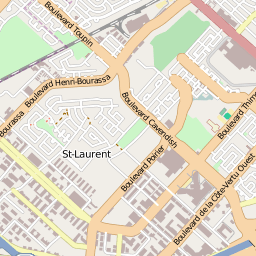 Boulevard Toupin
Boulevard Henri-Bourassa
Bourassa
Boulevard Cavendish
Boulevard Thim
St-Laurent
Boulevard Poirier
Boulevard de la Côte-Vertu Ouest